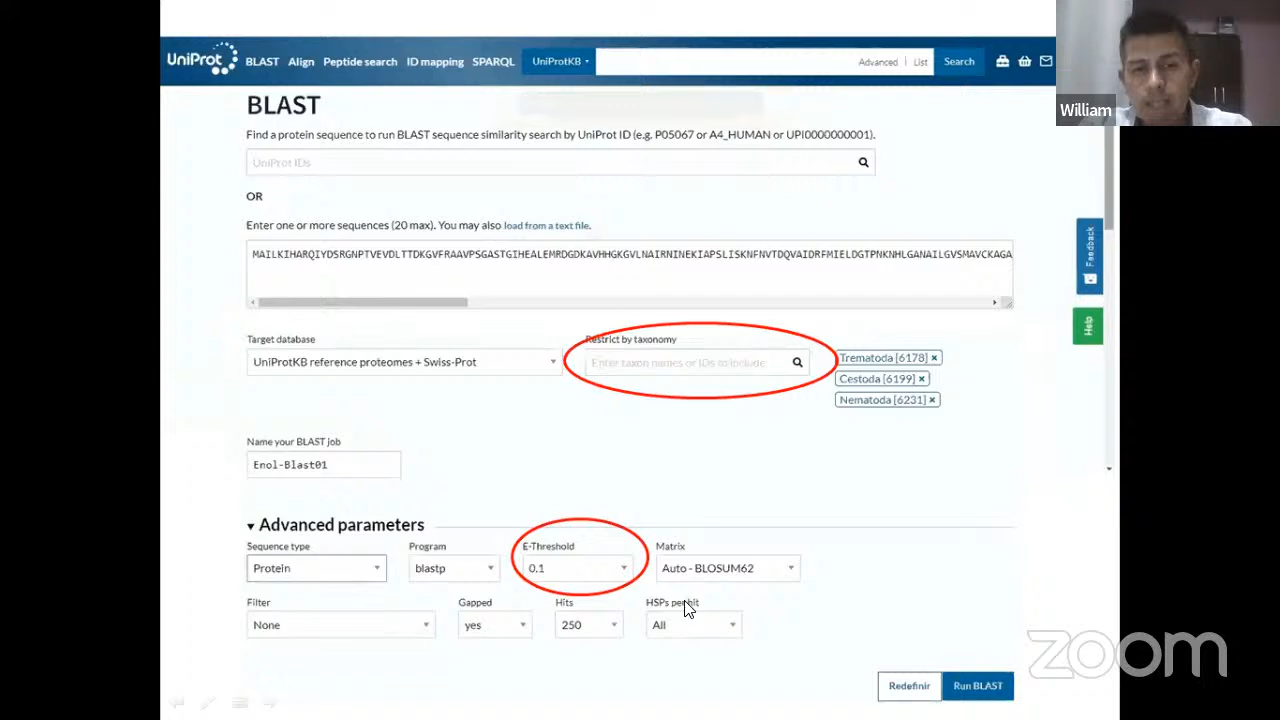 UniProt BLAST Align Peptide search ID mapping SPARQL UniProtKB Advanced | List Search
William
BLAST
Find a protein sequence to run BLAST sequence similarity search by UniProt ID (e.g. P05067 or A4_HUMAN or UPI0000000001).
UniProt IDs
OR
Enter one or more sequences (20 max). You may also load from a text file.
MAILKIHARQIYDSRGNPTVEVDLTTDKGVFRAAVPSGASTGIHEALEMRDGDKAVHHGKGVLNAIRNINEKIAPSLISKNFNVTDQVAIDRFMIELDGTPNKNHLGANAILGVSMAVCKAGA
Feedback
Help
Target database
Restrict by taxonomy
UniProtKB reference proteomes + Swiss-Prot
Enter taxon names or IDs to include
Trematoda [6178] ×
Cestoda [6199] ×
Nematoda [6231] ×
Name your BLAST job
Enol-Blast01
Advanced parameters
Sequence type Program E-Threshold Matrix
Protein blastp 0.1 Auto - BLOSUM62
Filter Gapped Hits HSPs per hit
None yes 250 All
Redefinir Run BLAST
zoom